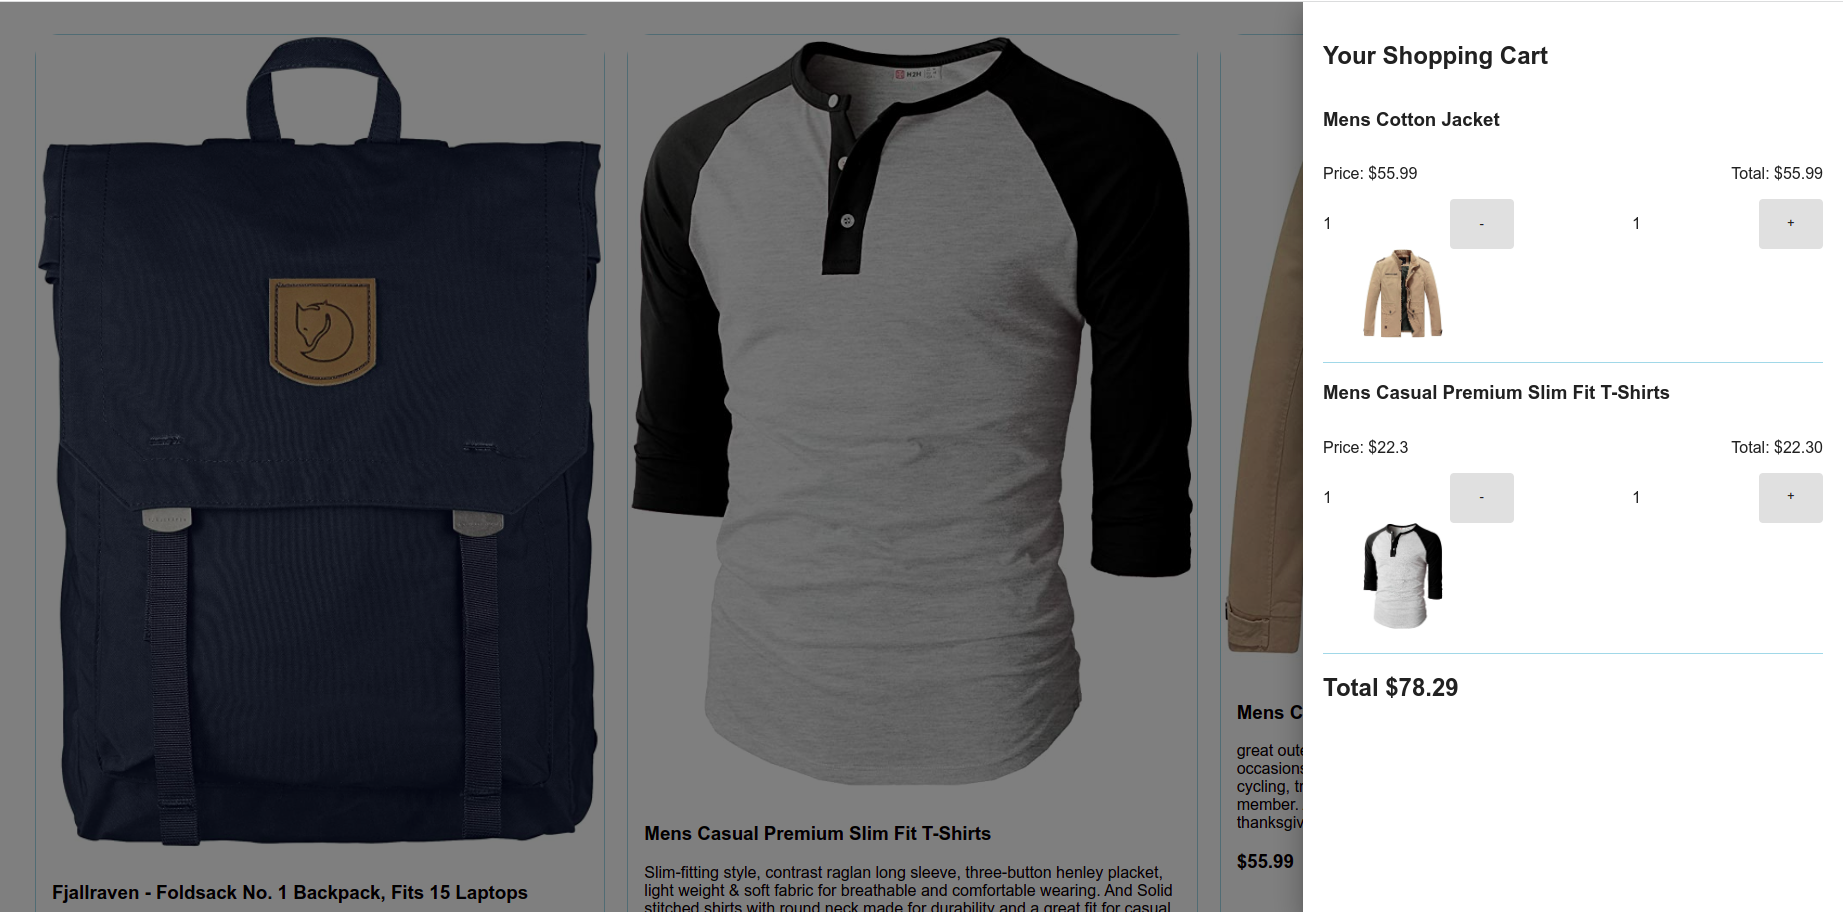 H2H
Fjallraven - Foldsack No. 1 Backpack, Fits 15 Laptops
Mens Casual Premium Slim Fit T-Shirts
Slim-fitting style, contrast raglan long sleeve, three-button henley placket,
light weight & soft fabric for breathable and comfortable wearing. And Solid
stitched shirts with round neck made for durability and a great fit for casual
Mens C
great oute
occasions
cycling, tr
member.
thanksgiv
$55.99
Your Shopping Cart
Mens Cotton Jacket
Price: $55.99 Total: $55.99
1 - 1 +
Mens Casual Premium Slim Fit T-Shirts
Price: $22.3 Total: $22.30
1 - 1 +
Total $78.29